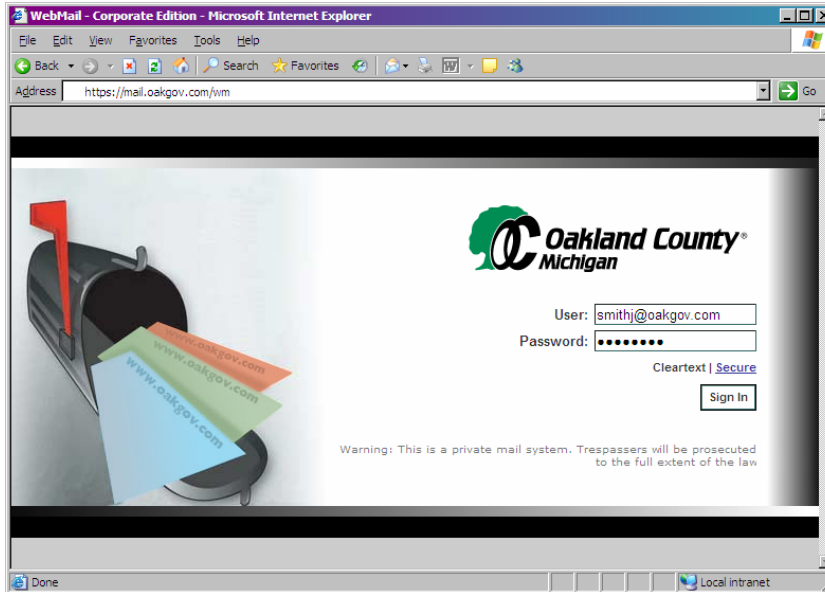 WebMail - Corporate Edition - Microsoft Internet Explorer
File Edit View Favorites Tools Help
Back Search Favorites
Address https://mail.oakgov.com/wm Go
Oakland County®
Michigan
User: smithj@oakgov.com
Password: ••••••••
Cleartext | Secure
Sign In
www.oakgov.com
www.oakgov.com
www.oakgov.com
Warning: This is a private mail system. Trespassers will be prosecuted
to the full extent of the law
Done Local intranet